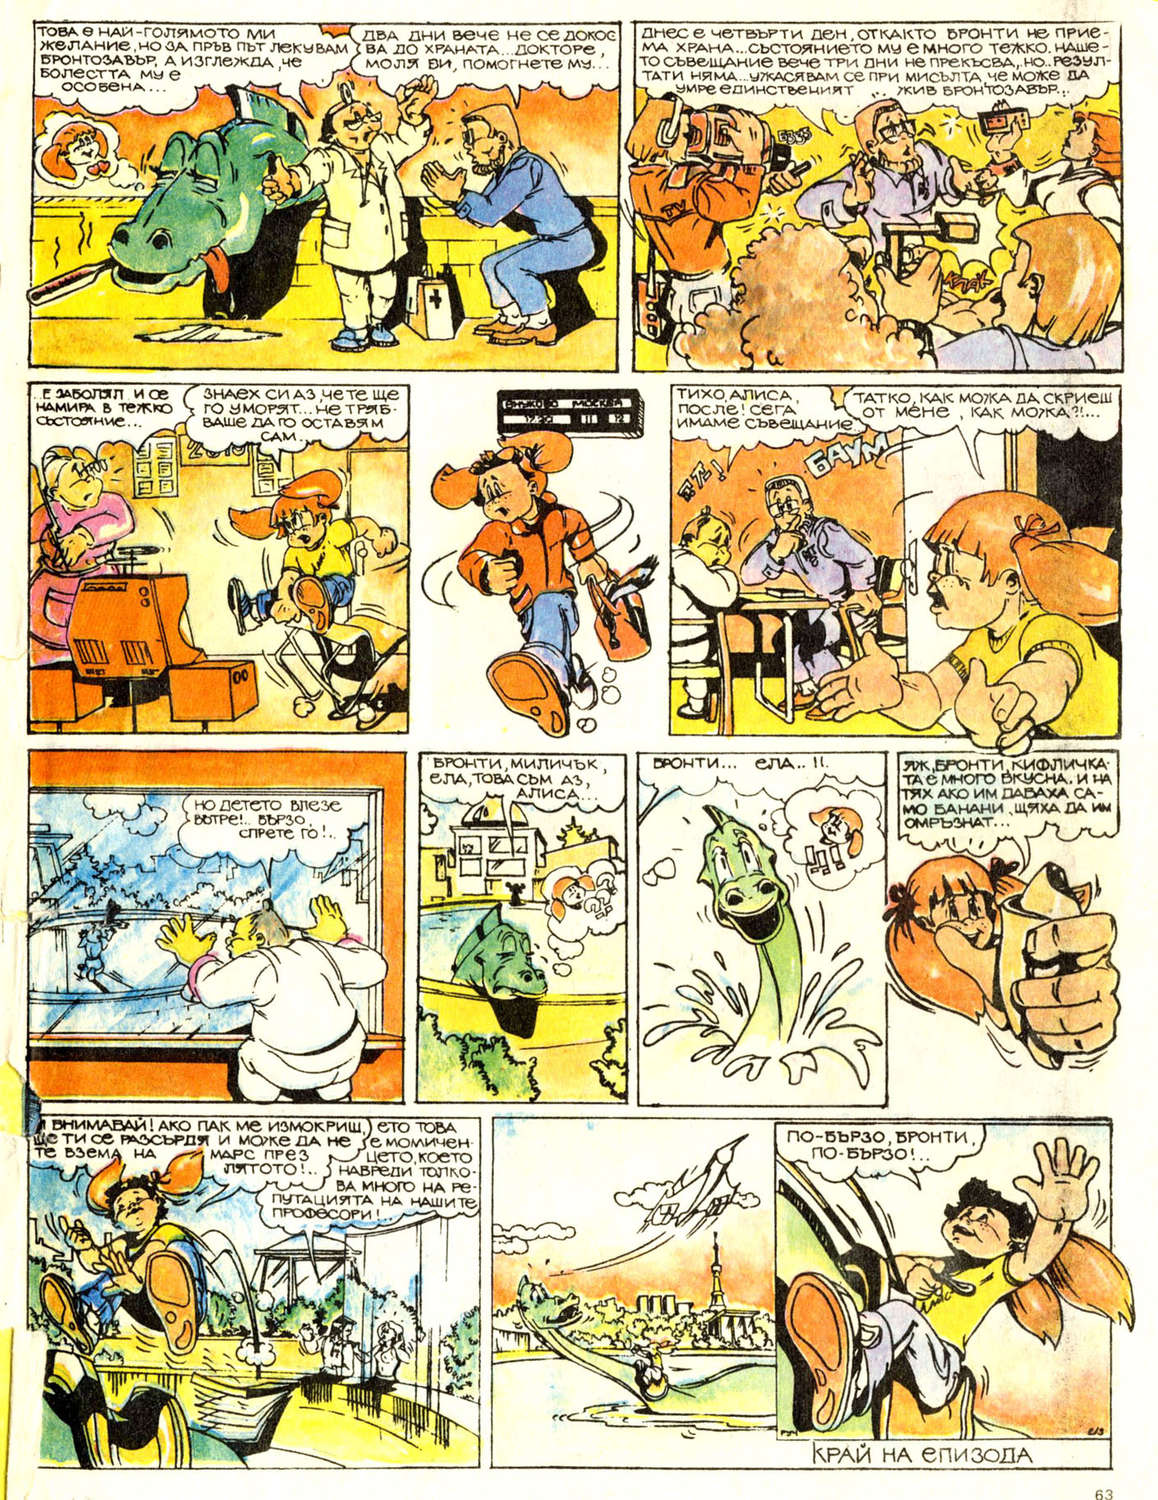 ТОВА Е НАЙ-ГОЛЯМОТО МИ
ЖЕЛАНИЕ, НО ЗА ПРЪВ ПЪТ ЛЕКУВАМ
БРОНТОЗАВЪР, А ИЗГЛЕЖДА, ЧЕ
БОЛЕСТТА МУ Е
ОСОБЕНА...
ДВА ДНИ ВЕЧЕ НЕ СЕ ДОКОС
ВА ДО ХРАНАТА... ДОКТОРЕ,
МОЛЯ ВИ, ПОМОГНЕТЕ МУ...
ДНЕС Е ЧЕТВЪРТИ ДЕН, ОТКАКТО БРОНТИ НЕ ПРИЕ-
МА ХРАНА... СЪСТОЯНИЕТО МУ Е МНОГО ТЕЖКО. НАШЕ-
ТО СЪВЕЩАНИЕ ВЕЧЕ ТРИ ДНИ НЕ ПРЕКЪСВА, НО.. РЕЗУЛ-
ТАТИ НЯМА... УЖАСЯВАМ СЕ ПРИ МИСЪЛТА, ЧЕ МОЖЕ ДА
УМРЕ ЕДИНСТВЕНИЯТ .. ЖИВ БРОНТОЗАВЪР...
TV
КЛАК
..Е ЗАБОЛЯЛ И СЕ
НАМИРА В ТЕЖКО
СЪСТОЯНИЕ...
ЗНАЕХ СИ АЗ, ЧЕ ТЕ ЩЕ
ГО УМОРЯТ... НЕ ТРЯБ-
ВАШЕ ДА ГО ОСТАВЯМ
САМ...
ВНУКОВО МОСКВА
ТИХО, АЛИСА,
ПОСЛЕ! СЕГА
ИМАМЕ СЪВЕЩАНИЕ
ТАТКО, КАК МОЖА ДА СКРИЕШ
ОТ МЕНЕ, КАК МОЖА?!...
БАУМ
НО ДЕТЕТО ВЛЕЗЕ
ВЪТРЕ!.. БЪРЗО,
СПРЕТЕ ГО!..
БРОНТИ, МИЛИЧЪК,
ЕЛА, ТОВА СЪМ АЗ,
АЛИСА...
БРОНТИ... ЕЛА.. !!.
ЯЖ, БРОНТИ, КИФЛИЧКА-
ТА Е МНОГО ВКУСНА. И НА
ТЯХ АКО ИМ ДАВАХА СА-
МО БАНАНИ, ЩЯХА ДА ИМ
ОМРЪЗНАТ...
И ВНИМАВАЙ! АКО ПАК МЕ ИЗМОКРИШ,
ЩЕ ТИ СЕ РАЗСЪРДЯ И МОЖЕ ДА НЕ
ТЕ ВЗЕМА НА МАРС ПРЕЗ
ЛЯТОТО!..
ЕТО ТОВА
Е МОМИЧЕН-
ЦЕТО, КОЕТО
НАВРЕДИ ТОЛКО-
ВА МНОГО НА РЕ-
ПУТАЦИЯТА НА НАШИТЕ
ПРОФЕСОРИ!
ПО-БЪРЗО, БРОНТИ,
ПО-БЪРЗО!..
КРАЙ НА ЕПИЗОДА
63